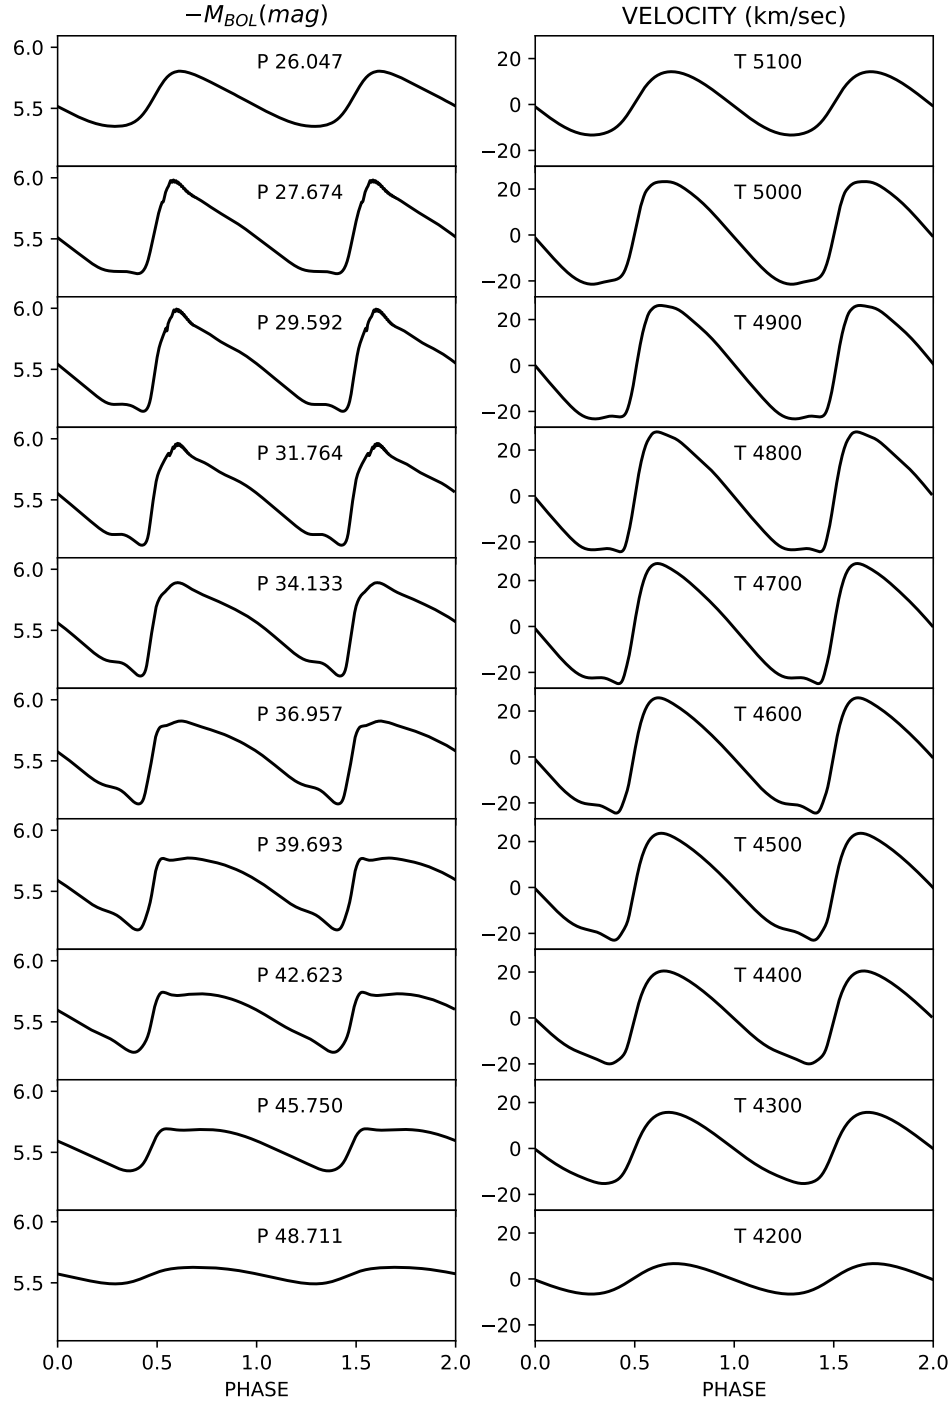 −M_BOL(mag)
VELOCITY (km/sec)
6.0
5.5
P 26.047
20
0
−20
T 5100
6.0
5.5
P 27.674
20
0
−20
T 5000
6.0
5.5
P 29.592
20
0
−20
T 4900
6.0
5.5
P 31.764
20
0
−20
T 4800
6.0
5.5
P 34.133
20
0
−20
T 4700
6.0
5.5
P 36.957
20
0
−20
T 4600
6.0
5.5
P 39.693
20
0
−20
T 4500
6.0
5.5
P 42.623
20
0
−20
T 4400
6.0
5.5
P 45.750
20
0
−20
T 4300
6.0
5.5
P 48.711
20
0
−20
T 4200
0.0 0.5 1.0 1.5 2.0
0.0 0.5 1.0 1.5 2.0
PHASE
PHASE